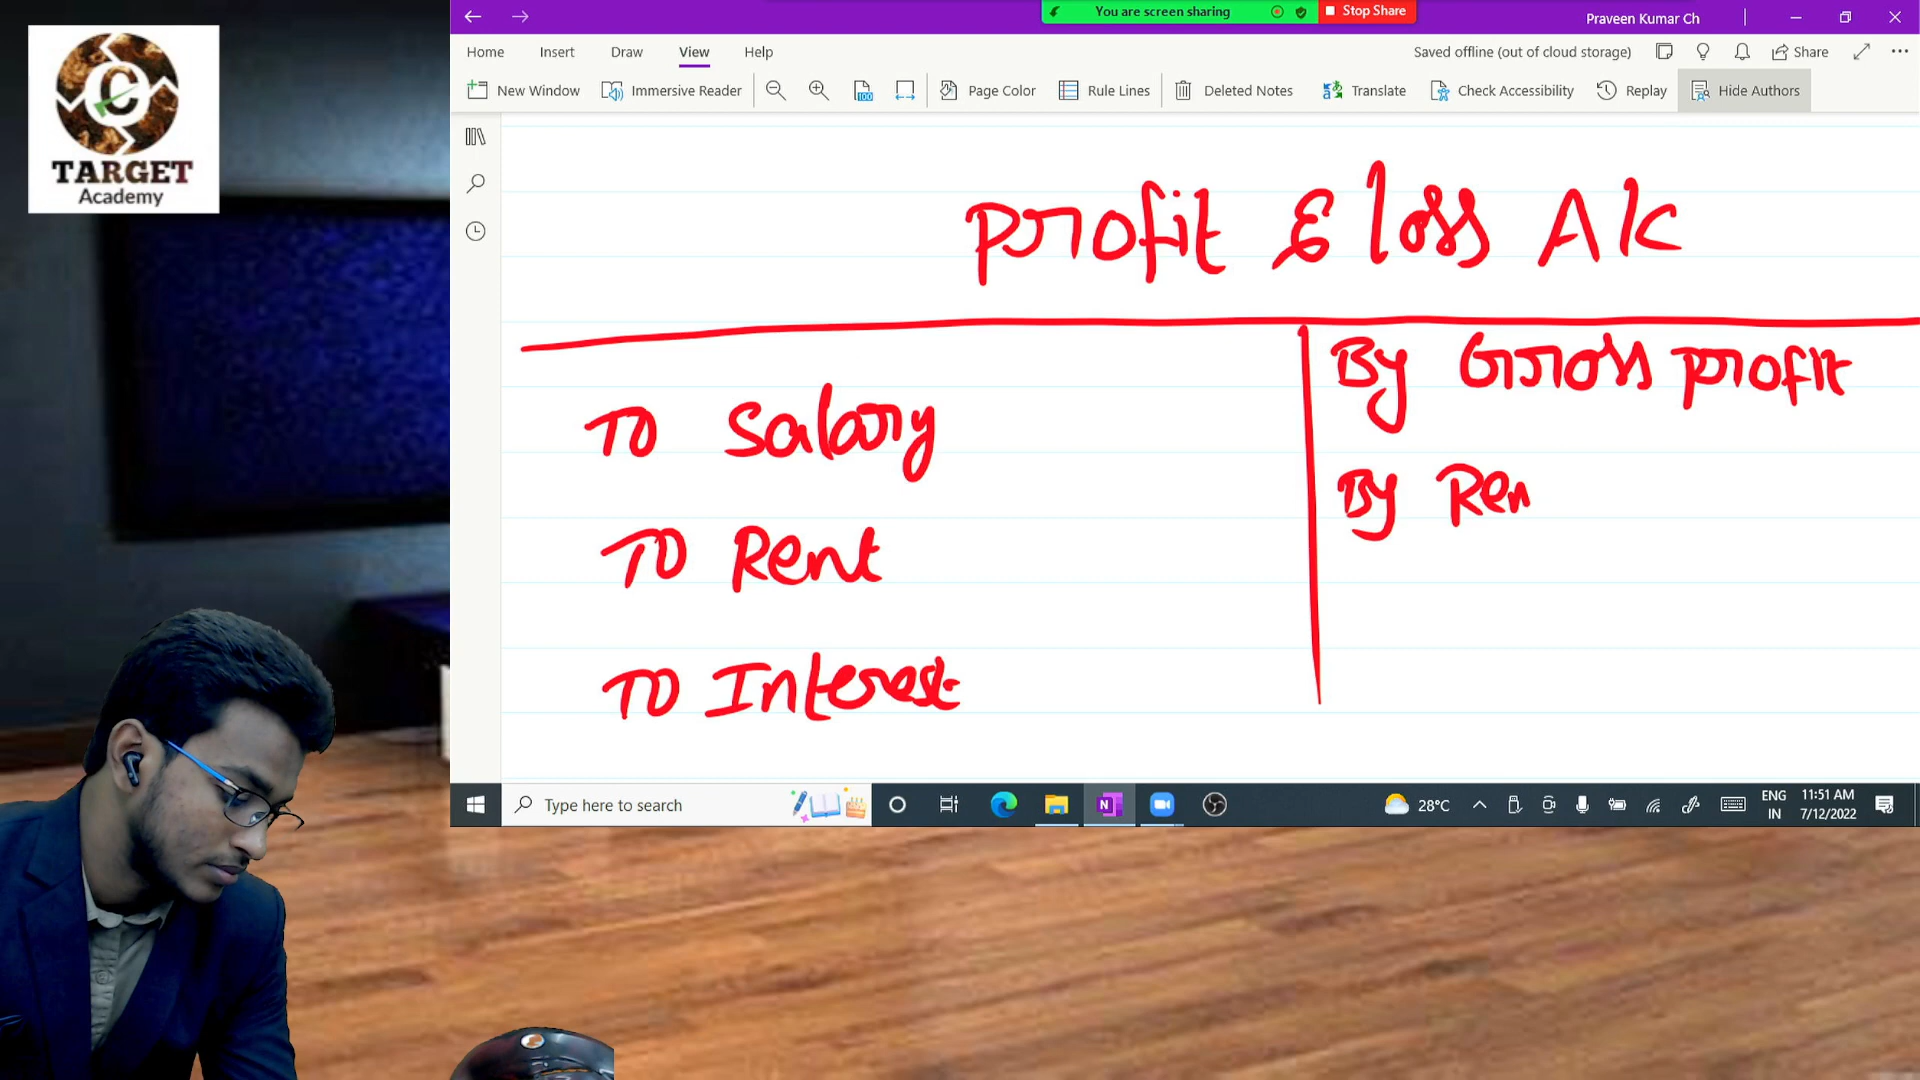 TARGET
Academy
You are screen sharing
Stop Share
Praveen Kumar Ch
Home Insert Draw View Help
Saved offline (out of cloud storage)
Share
New Window Immersive Reader Page Color Rule Lines Deleted Notes Translate Check Accessibility Replay Hide Authors
Profit & loss A/c
To Salary
To Rent
To Interest
By Gross profit
By Ren
Type here to search
28°C
ENG
IN
11:51 AM
7/12/2022